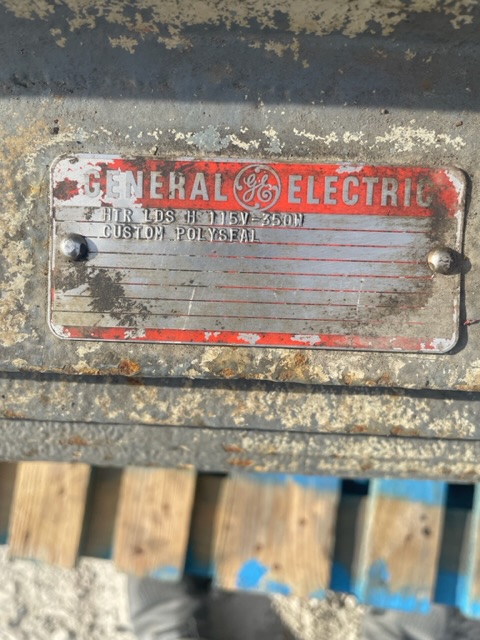 GENERAL GE ELECTRIC
HTR LDS H 115V-350W
CUSTOM POLYSEAL